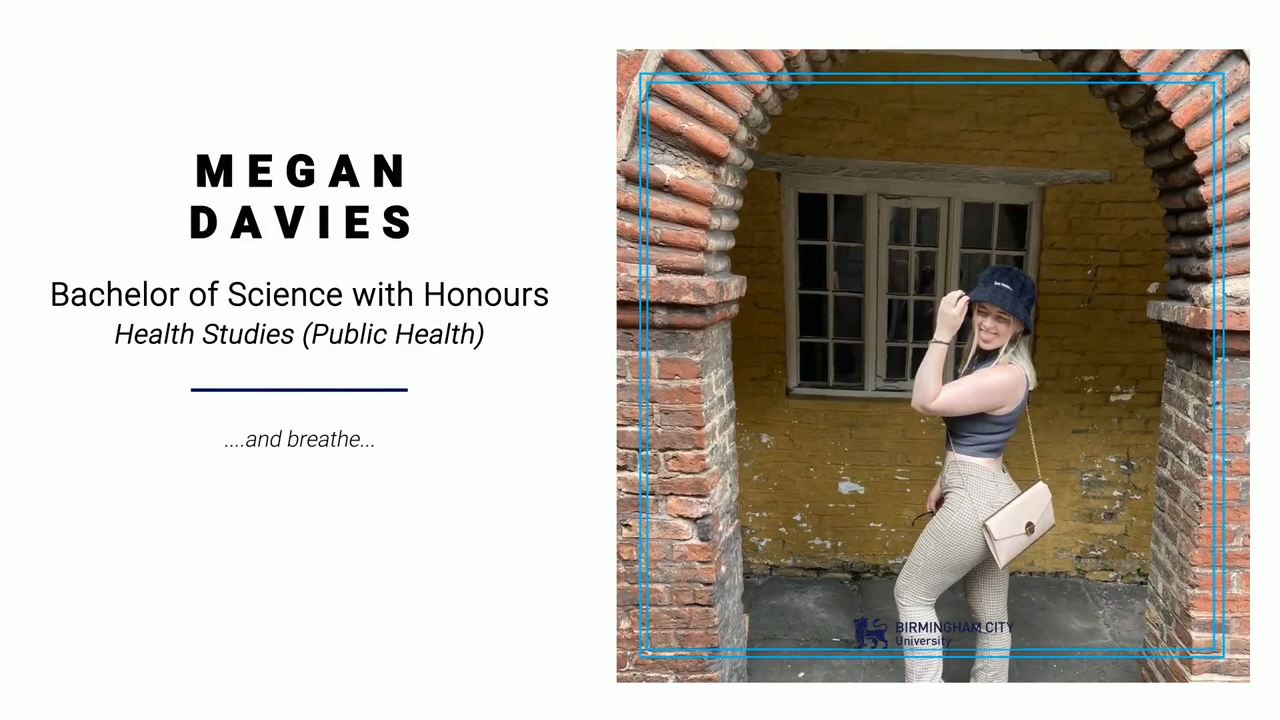 MEGAN
DAVIES
Bachelor of Science with Honours
Health Studies (Public Health)
....and breathe...
BIRMINGHAM CITY
University